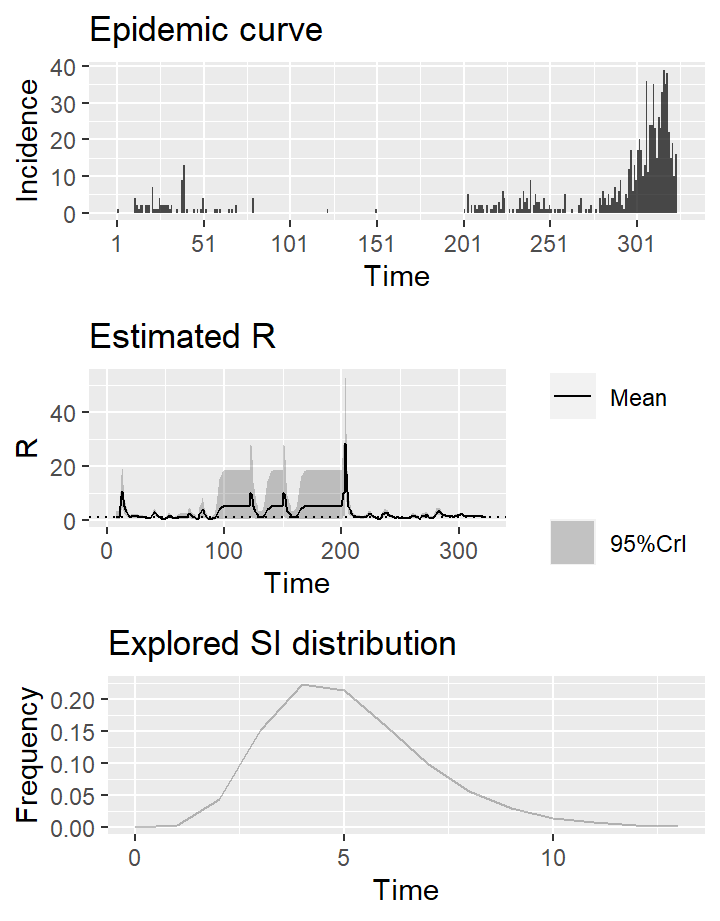 Epidemic curve
Incidence
40
30
20
10
0
1 51 101 151 201 251 301
Time
Estimated R
R
40
20
0
0 100 200 300
Time
Mean
95%CrI
Explored SI distribution
Frequency
0.20
0.15
0.10
0.05
0.00
0 5 10
Time